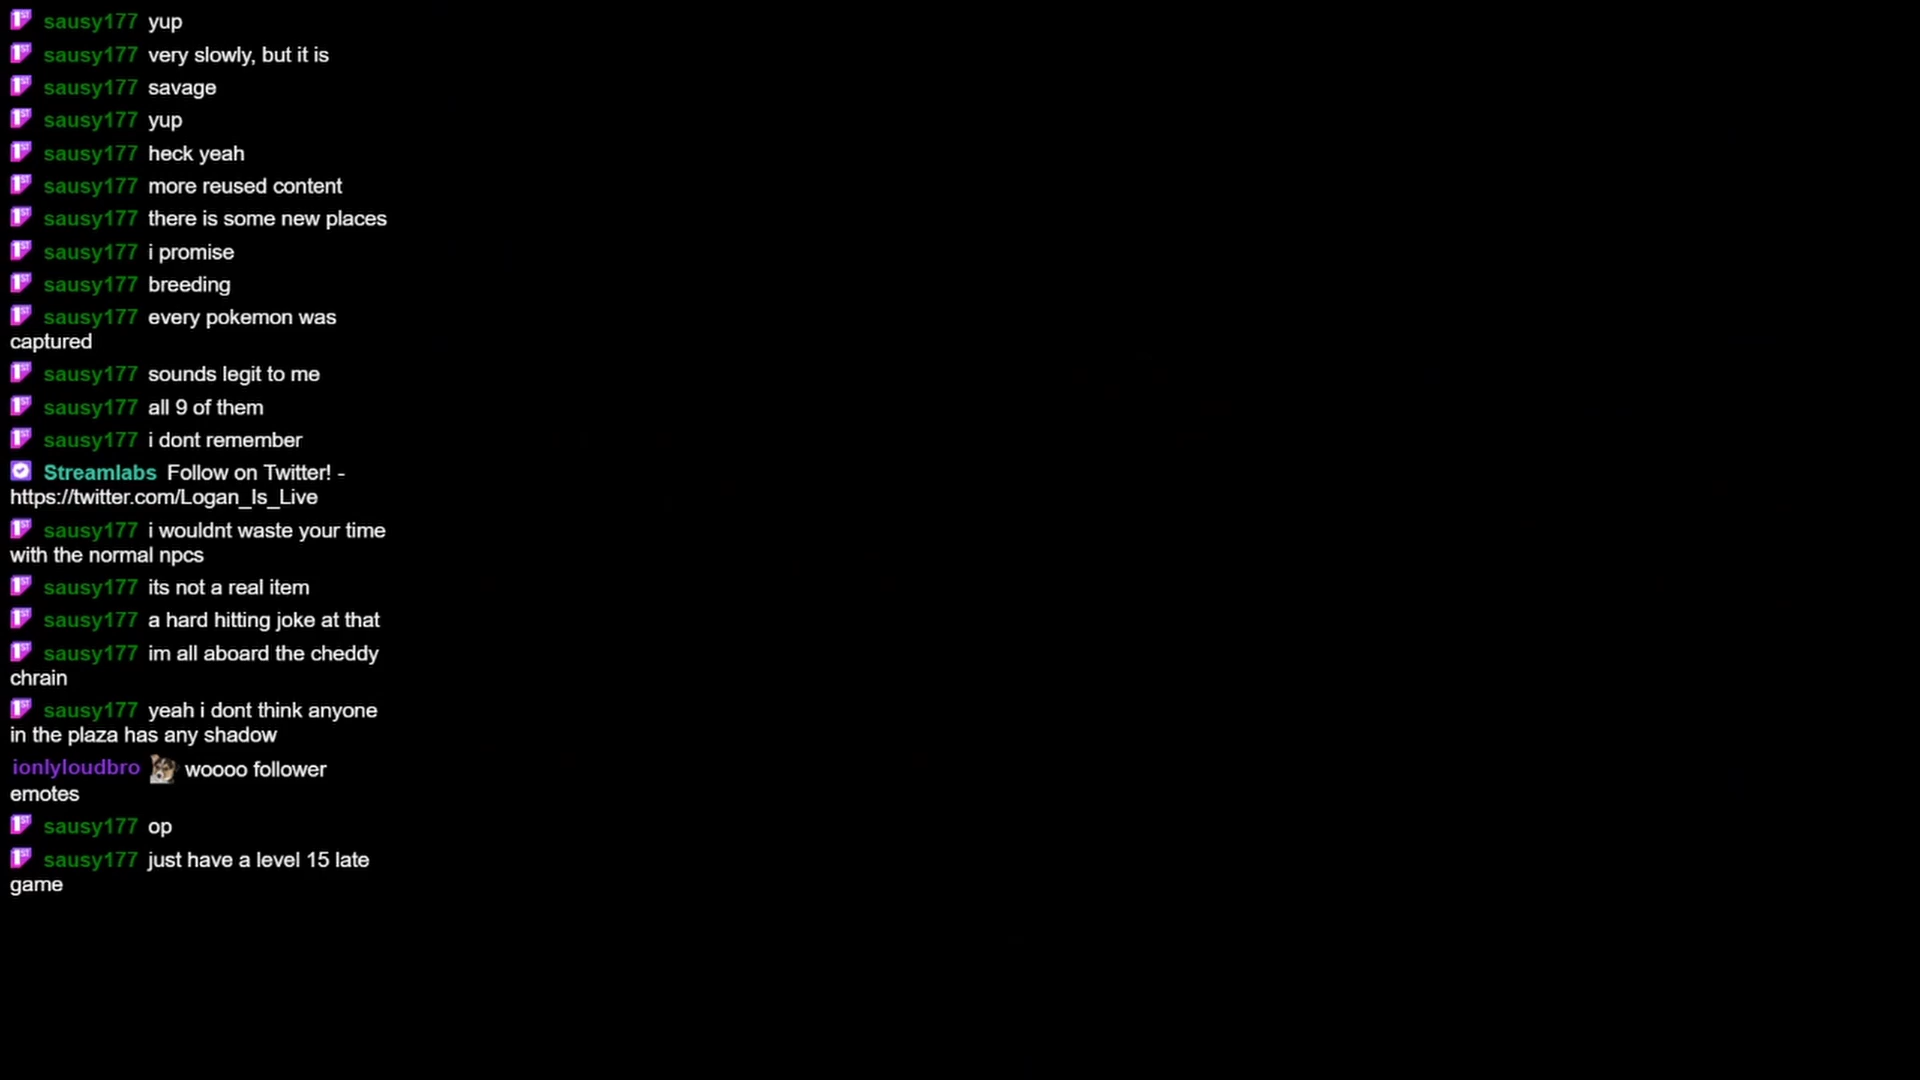 sausy177 yup
sausy177 very slowly, but it is
sausy177 savage
sausy177 yup
sausy177 heck yeah
sausy177 more reused content
sausy177 there is some new places
sausy177 i promise
sausy177 breeding
sausy177 every pokemon was
captured
sausy177 sounds legit to me
sausy177 all 9 of them
sausy177 i dont remember
Streamlabs Follow on Twitter! -
https://twitter.com/Logan_Is_Live
sausy177 i wouldnt waste your time
with the normal npcs
sausy177 its not a real item
sausy177 a hard hitting joke at that
sausy177 im all aboard the cheddy
chrain
sausy177 yeah i dont think anyone
in the plaza has any shadow
ionlyloudbro woooo follower
emotes
sausy177 op
sausy177 just have a level 15 late
game